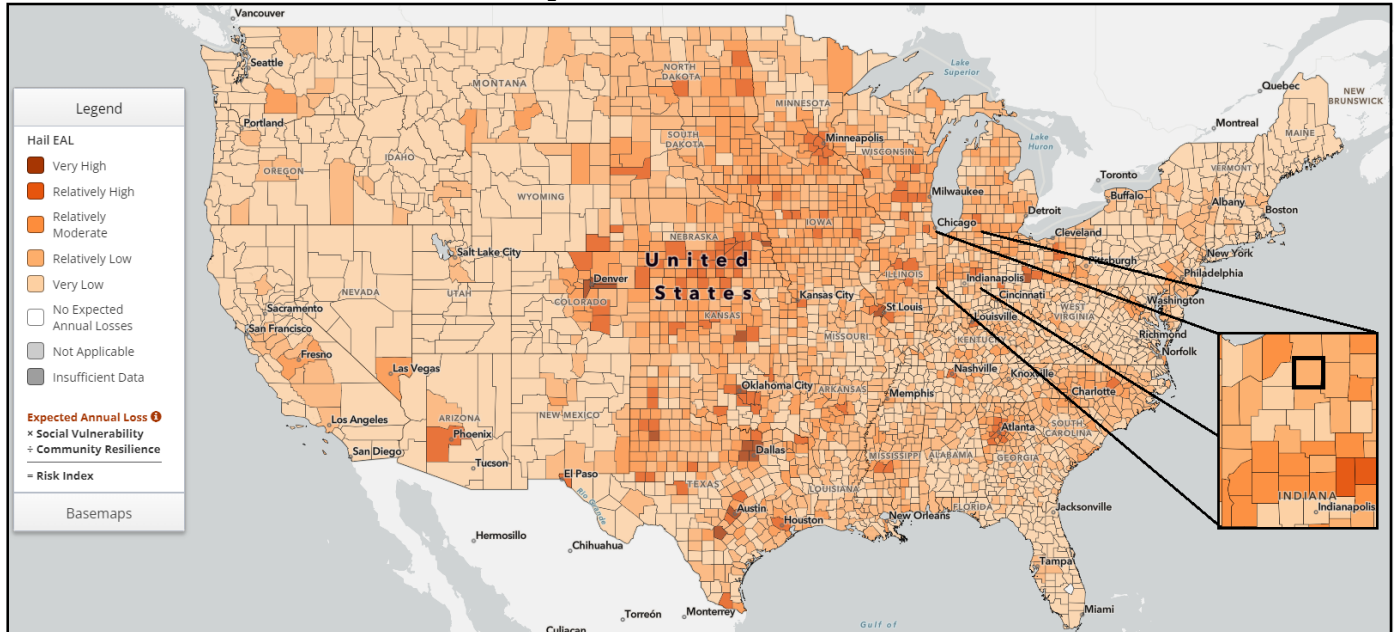 Vancouver
Seattle
Portland
Legend
Hail EAL
Very High
Relatively High
Relatively
Moderate
Relatively Low
Very Low
No Expected
Annual Losses
Not Applicable
Insufficient Data
Expected Annual Loss i
× Social Vulnerability
÷ Community Resilience
= Risk Index
Basemaps
MONTANA
NORTH
DAKOTA
MINNESOTA
Lake
Superior
Quebec
NEW
BRUNSWICK
Montreal
MAINE
OREGON
IDAHO
SOUTH
DAKOTA
Minneapolis
WISCONSIN
Lake
Huron
Toronto
VERMONT
WYOMING
Milwaukee
Buffalo
Albany
Boston
Detroit
IOWA
Chicago
Cleveland
Salt Lake City
NEBRASKA
Pittsburgh
New York
United
States
Denver
ILLINOIS
Indianapolis
Philadelphia
NEVADA
UTAH
COLORADO
Kansas City
Cincinnati
Washington
Sacramento
KANSAS
St Louis
Louisville
WEST
VIRGINIA
San Francisco
MISSOURI
KENTUCKY
Richmond
Norfolk
Fresno
Las Vegas
Nashville
Knoxville
Oklahoma City
ARKANSAS
Memphis
Charlotte
Los Angeles
ARIZONA
NEW MEXICO
Phoenix
Atlanta
SOUTH
CAROLINA
San Diego
Tucson
Dallas
MISSISSIPPI
ALABAMA
GEORGIA
El Paso
TEXAS
LOUISIANA
Rio Grande
Austin
Houston
New Orleans
FLORIDA
Jacksonville
INDIANA
Indianapolis
Hermosillo
Chihuahua
Tampa
Torreón
Monterrey
Miami
Culiacan
Gulf of